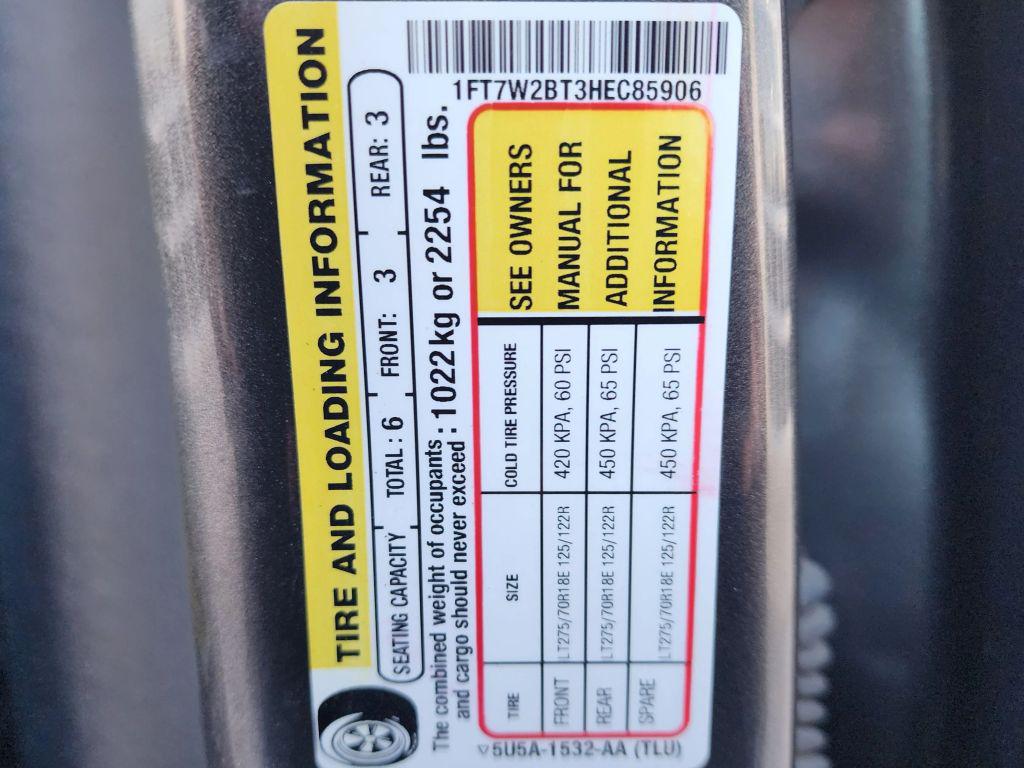 TIRE AND LOADING INFORMATION
SEATING CAPACITY TOTAL : 6 FRONT: 3 REAR: 3
The combined weight of occupants
and cargo should never exceed : 1022kg or 2254 lbs.
1FT7W2BT3HEC85906
TIRE SIZE COLD TIRE PRESSURE
FRONT LT275/70R18E 125/122R 420 KPA, 60 PSI
REAR LT275/70R18E 125/122R 450 KPA, 65 PSI
SPARE LT275/70R18E 125/122R 450 KPA, 65 PSI
SEE OWNERS
MANUAL FOR
ADDITIONAL
INFORMATION
5U5A-1532-AA (TLU)